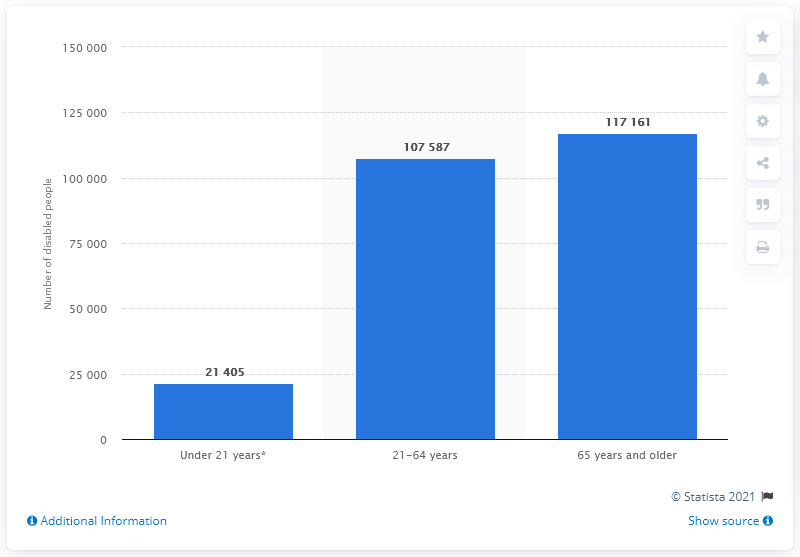 150 000
125 000
100 000
75 000
50 000
25 000
0
Number of disabled people
21 405
107 587
117 161
Under 21 years*
21–64 years
65 years and older
© Statista 2021
Additional Information
Show source